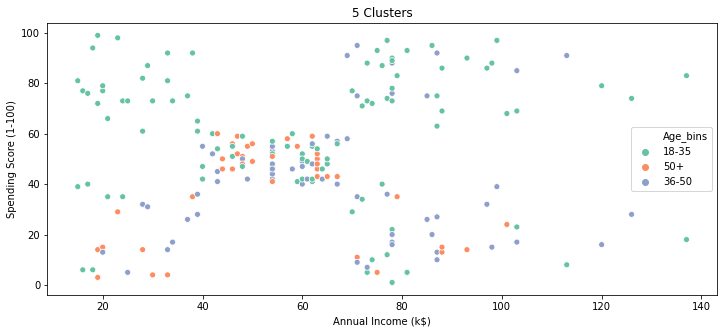 5 Clusters
Spending Score (1-100)
100
80
60
40
20
0
Age_bins
18-35
50+
36-50
20 40 60 80 100 120 140
Annual Income (k$)